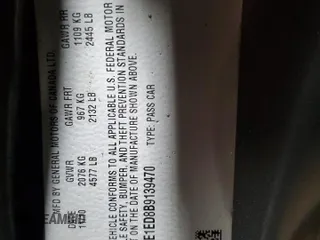 MFD BY GENERAL MOTORS OF CANADA LTD.
GVWR
GAWR FRT
GAWR RR
2076 KG
967 KG
1109 KG
4577 LB
2132 LB
2445 LB
VEHICLE CONFORMS TO ALL APPLICABLE U.S. FEDERAL MOTOR
SAFETY, BUMPER, AND THEFT PREVENTION STANDARDS IN
ON THE DATE OF MANUFACTURE SHOWN ABOVE.
E1ED8B9139470
TYPE: PASS CAR